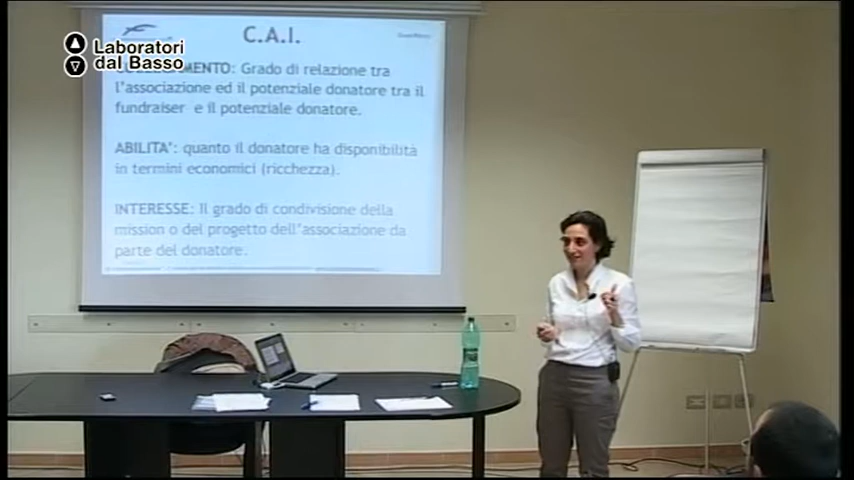 Laboratori
dal Basso
C.A.I.
: Grado di relazione tra
l'associazione ed il potenziale donatore tra il
fundraiser e il potenziale donatore.
ABILITA': quanto il donatore ha disponibilità
in termini economici (ricchezza).
INTERESSE: Il grado di condivisione della
mission o del progetto dell'associazione da
parte del donatore.